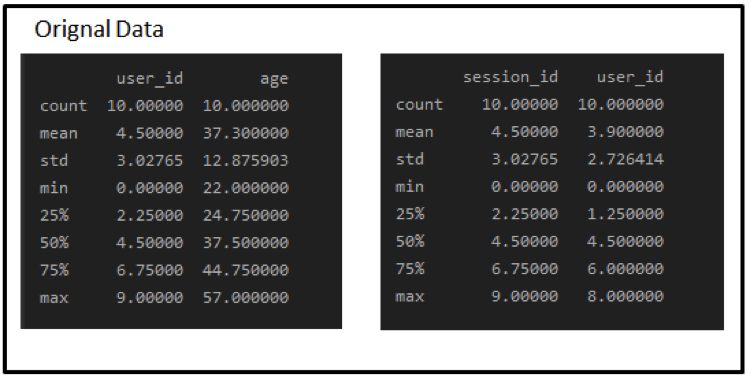 Orignal Data
user_id age
count 10.00000 10.000000
mean 4.50000 37.300000
std 3.02765 12.875903
min 0.00000 22.000000
25% 2.25000 24.750000
50% 4.50000 37.500000
75% 6.75000 44.750000
max 9.00000 57.000000
session_id user_id
count 10.00000 10.000000
mean 4.50000 3.900000
std 3.02765 2.726414
min 0.00000 0.000000
25% 2.25000 1.250000
50% 4.50000 4.500000
75% 6.75000 6.000000
max 9.00000 8.000000